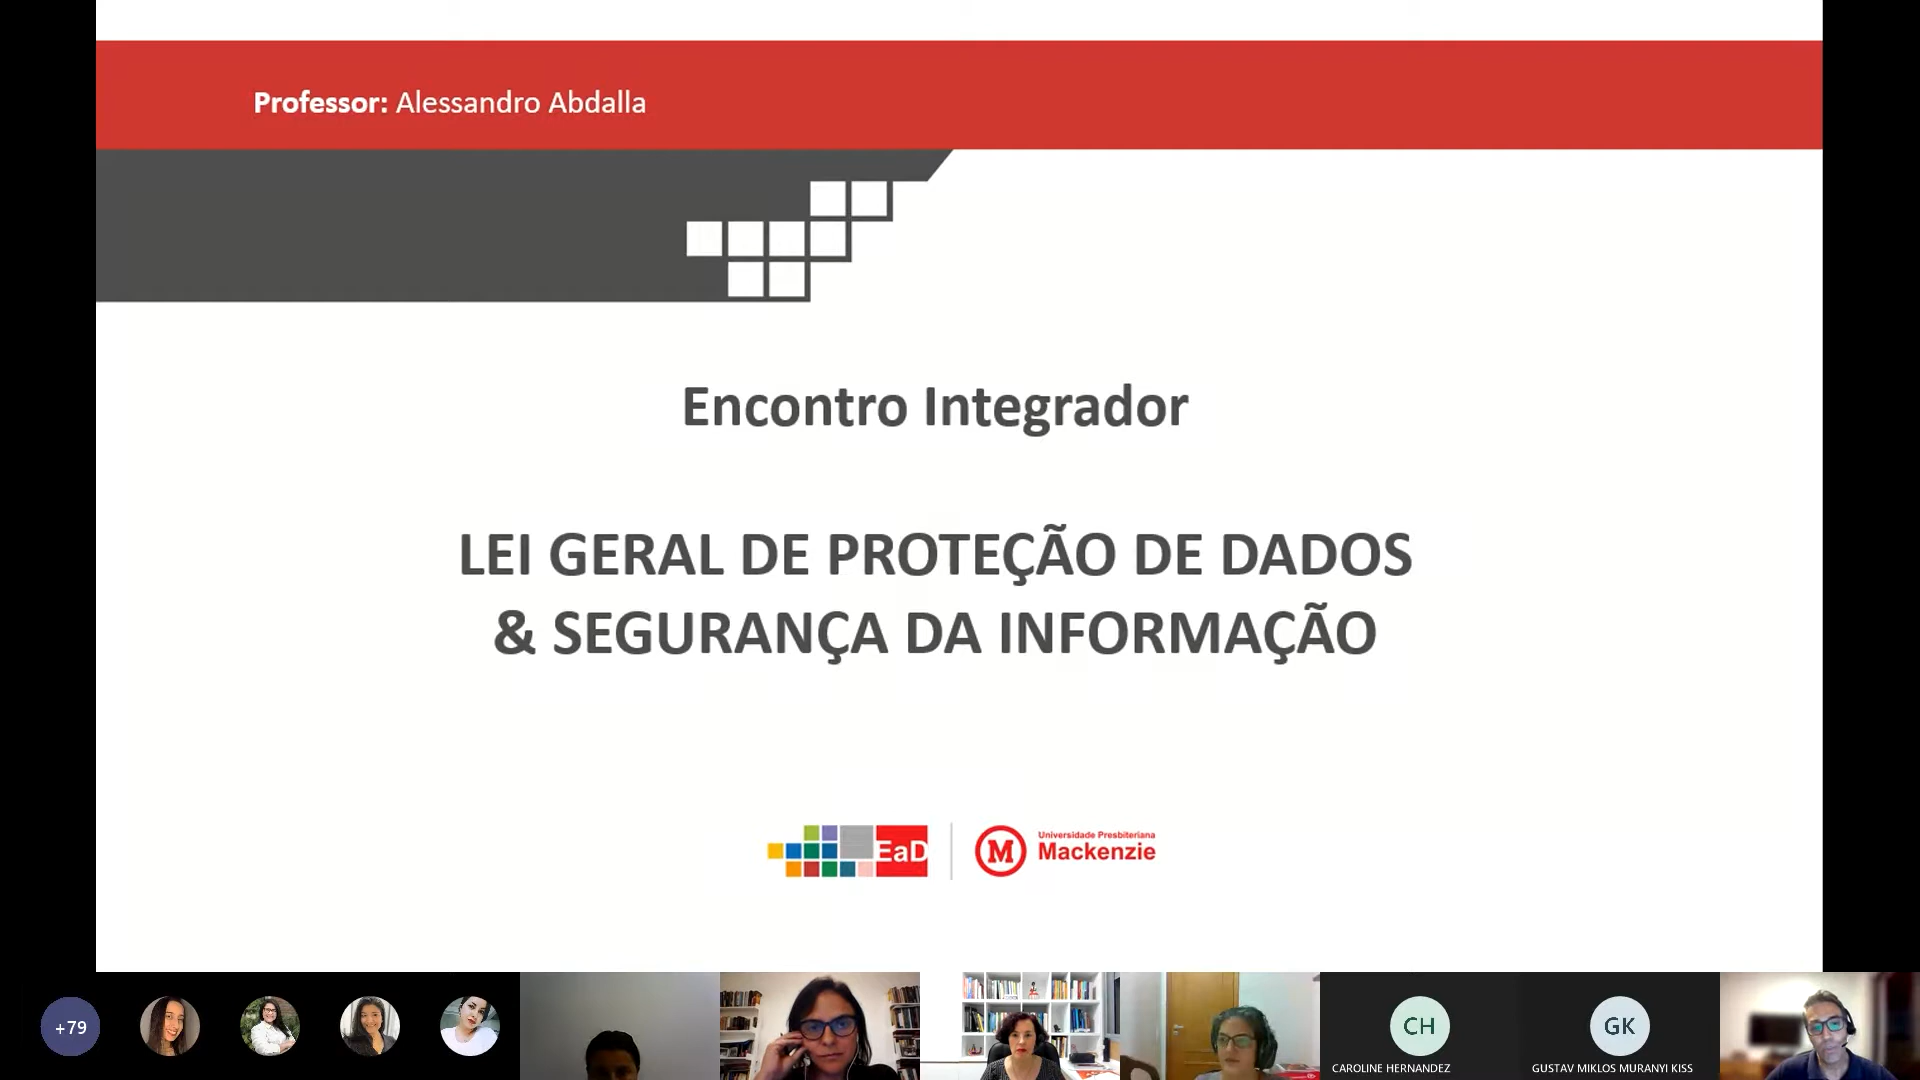 Professor: Alessandro Abdalla
Encontro Integrador
LEI GERAL DE PROTEÇÃO DE DADOS
& SEGURANÇA DA INFORMAÇÃO
EaD
Universidade Presbiteriana
M Mackenzie
+79
CH
GK
CAROLINE HERNANDEZ
GUSTAV MIKLOS MURANYI KISS